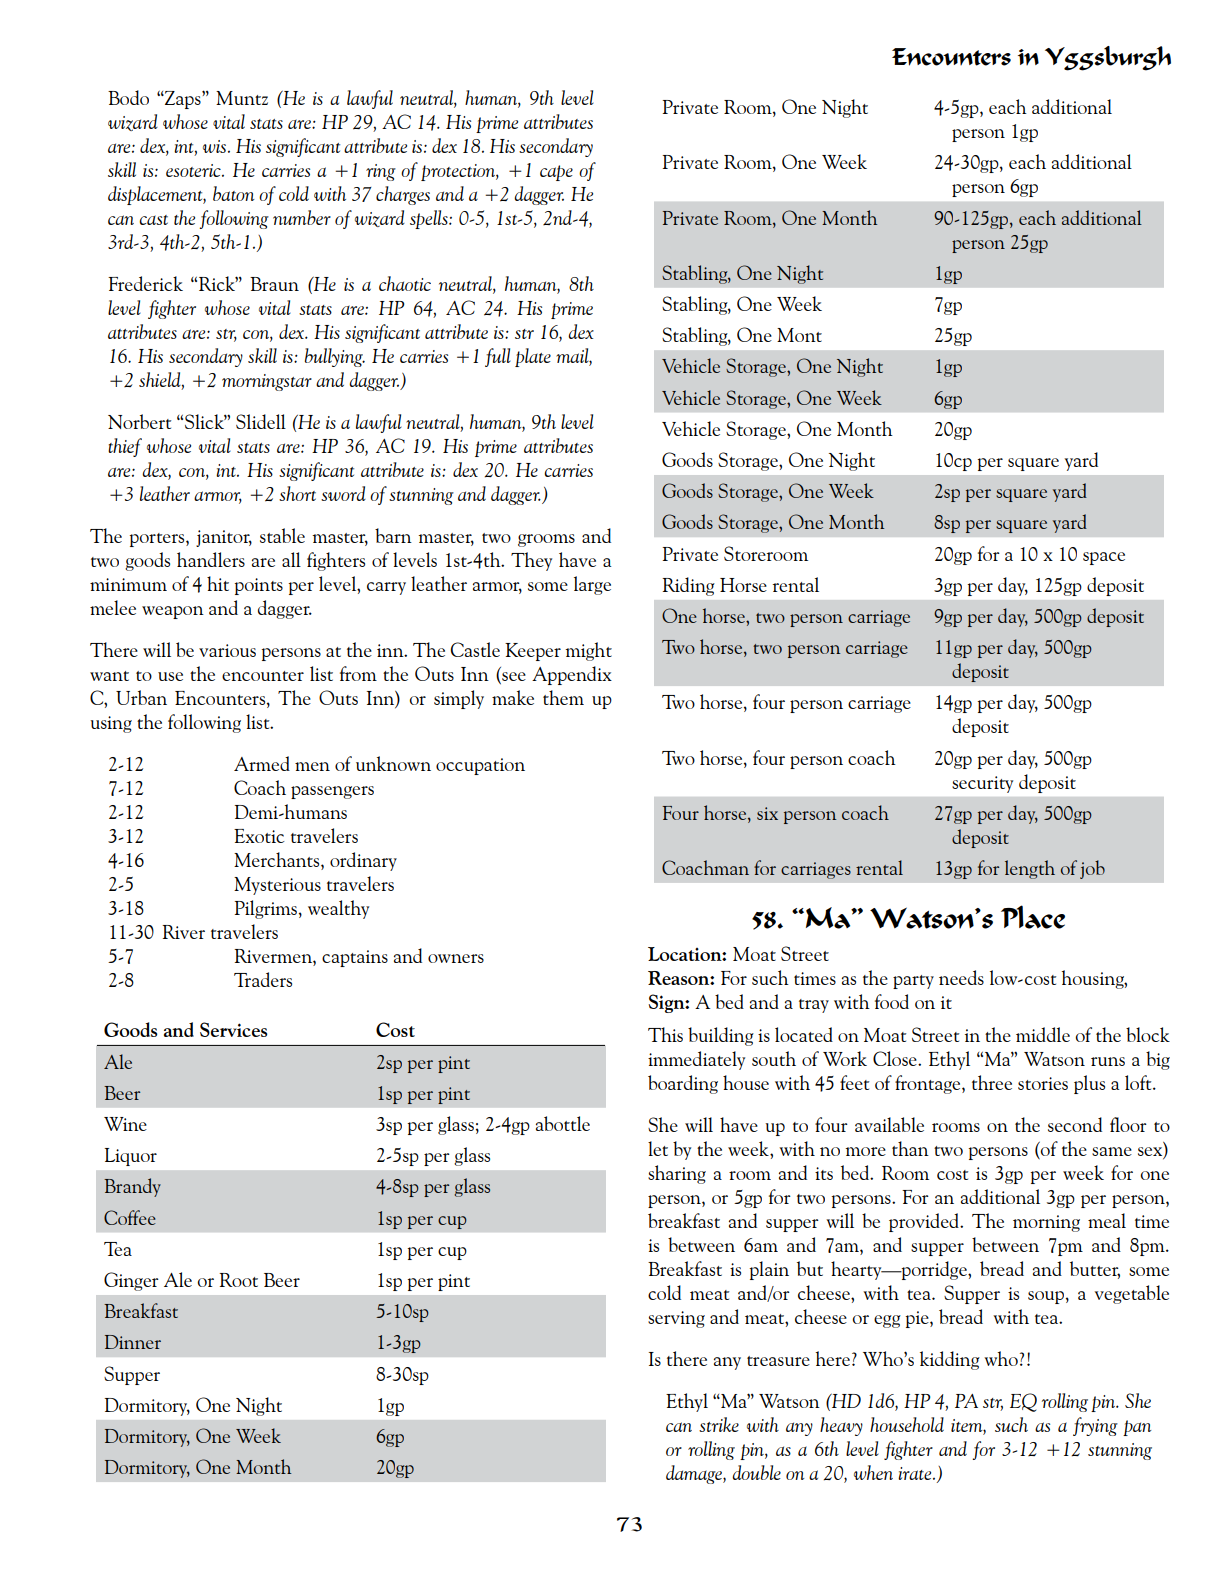 Encounters in Yggsburgh
Bodo “Zaps” Muntz (He is a lawful neutral, human, 9th level
wizard whose vital stats are: HP 29, AC 14. His prime attributes
are: dex, int, wis. His significant attribute is: dex 18. His secondary
skill is: esoteric. He carries a +1 ring of protection, +1 cape of
displacement, baton of cold with 37 charges and a +2 dagger. He
can cast the following number of wizard spells: 0-5, 1st-5, 2nd-4,
3rd-3, 4th-2, 5th-1.)
Frederick “Rick” Braun (He is a chaotic neutral, human, 8th
level fighter whose vital stats are: HP 64, AC 24. His prime
attributes are: str, con, dex. His significant attribute is: str 16, dex
16. His secondary skill is: bullying. He carries +1 full plate mail,
+2 shield, +2 morningstar and dagger.)
Norbert “Slick” Slidell (He is a lawful neutral, human, 9th level
thief whose vital stats are: HP 36, AC 19. His prime attributes
are: dex, con, int. His significant attribute is: dex 20. He carries
+3 leather armor, +2 short sword of stunning and dagger.)
The porters, janitor, stable master, barn master, two grooms and
two goods handlers are all fighters of levels 1st-4th. They have a
minimum of 4 hit points per level, carry leather armor, some large
melee weapon and a dagger.
There will be various persons at the inn. The Castle Keeper might
want to use the encounter list from the Outs Inn (see Appendix
C, Urban Encounters, The Outs Inn) or simply make them up
using the following list.
2-12 Armed men of unknown occupation
7-12 Coach passengers
2-12 Demi-humans
3-12 Exotic travelers
4-16 Merchants, ordinary
2-5 Mysterious travelers
3-18 Pilgrims, wealthy
11-30 River travelers
5-7 Rivermen, captains and owners
2-8 Traders
Goods and Services Cost
Ale 2sp per pint
Beer 1sp per pint
Wine 3sp per glass; 2-4gp abottle
Liquor 2-5sp per glass
Brandy 4-8sp per glass
Coffee 1sp per cup
Tea 1sp per cup
Ginger Ale or Root Beer 1sp per pint
Breakfast 5-10sp
Dinner 1-3gp
Supper 8-30sp
Dormitory, One Night 1gp
Dormitory, One Week 6gp
Dormitory, One Month 20gp
Private Room, One Night 4-5gp, each additional
person 1gp
Private Room, One Week 24-30gp, each additional
person 6gp
Private Room, One Month 90-125gp, each additional
person 25gp
Stabling, One Night 1gp
Stabling, One Week 7gp
Stabling, One Mont 25gp
Vehicle Storage, One Night 1gp
Vehicle Storage, One Week 6gp
Vehicle Storage, One Month 20gp
Goods Storage, One Night 10cp per square yard
Goods Storage, One Week 2sp per square yard
Goods Storage, One Month 8sp per square yard
Private Storeroom 20gp for a 10 x 10 space
Riding Horse rental 3gp per day, 125gp deposit
One horse, two person carriage 9gp per day, 500gp deposit
Two horse, two person carriage 11gp per day, 500gp
deposit
Two horse, four person carriage 14gp per day, 500gp
deposit
Two horse, four person coach 20gp per day, 500gp
security deposit
Four horse, six person coach 27gp per day, 500gp
deposit
Coachman for carriages rental 13gp for length of job
58. “Ma” Watson’s Place
Location: Moat Street
Reason: For such times as the party needs low-cost housing,
Sign: A bed and a tray with food on it
This building is located on Moat Street in the middle of the block
immediately south of Work Close. Ethyl “Ma” Watson runs a big
boarding house with 45 feet of frontage, three stories plus a loft.
She will have up to four available rooms on the second floor to
let by the week, with no more than two persons (of the same sex)
sharing a room and its bed. Room cost is 3gp per week for one
person, or 5gp for two persons. For an additional 3gp per person,
breakfast and supper will be provided. The morning meal time
is between 6am and 7am, and supper between 7pm and 8pm.
Breakfast is plain but hearty—porridge, bread and butter, some
cold meat and/or cheese, with tea. Supper is soup, a vegetable
serving and meat, cheese or egg pie, bread with tea.
Is there any treasure here? Who’s kidding who?!
Ethyl “Ma” Watson (HD 1d6, HP 4, PA str, EQ rolling pin. She
can strike with any heavy household item, such as a frying pan
or rolling pin, as a 6th level fighter and for 3-12 +12 stunning
damage, double on a 20, when irate.)
73